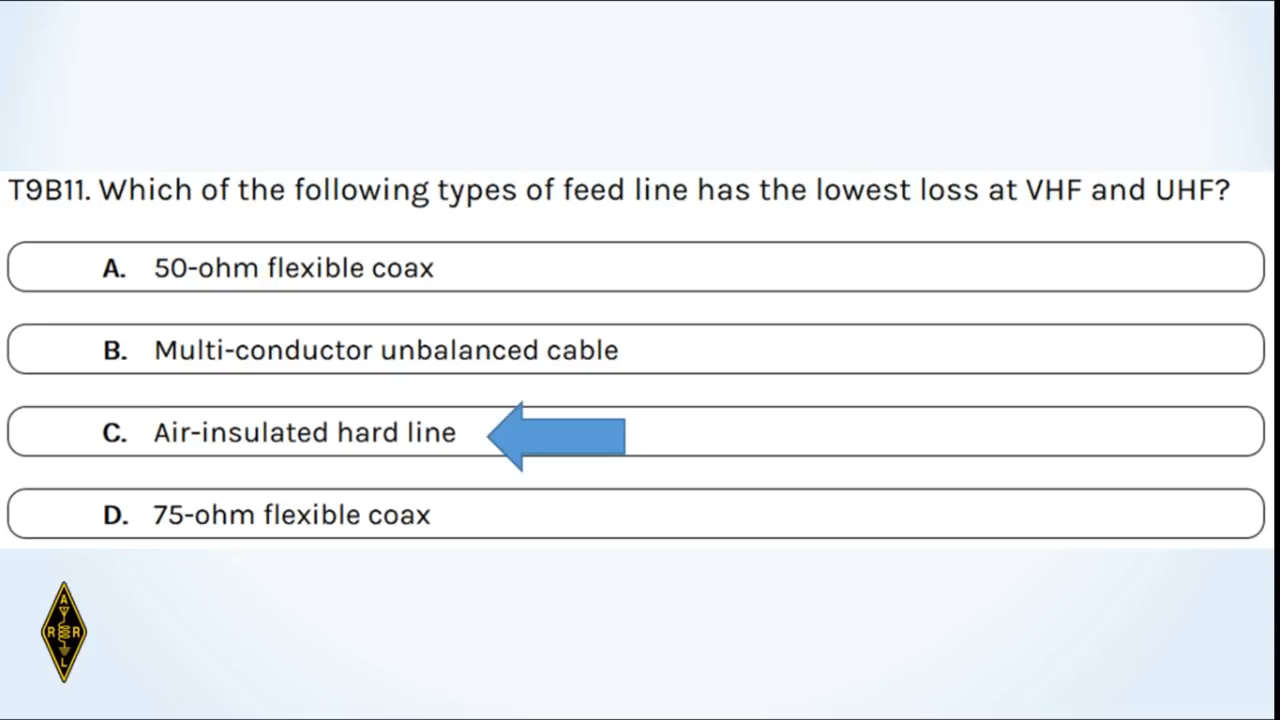 T9B11. Which of the following types of feed line has the lowest loss at VHF and UHF?
A. 50-ohm flexible coax
B. Multi-conductor unbalanced cable
C. Air-insulated hard line
D. 75-ohm flexible coax
A
R R
L